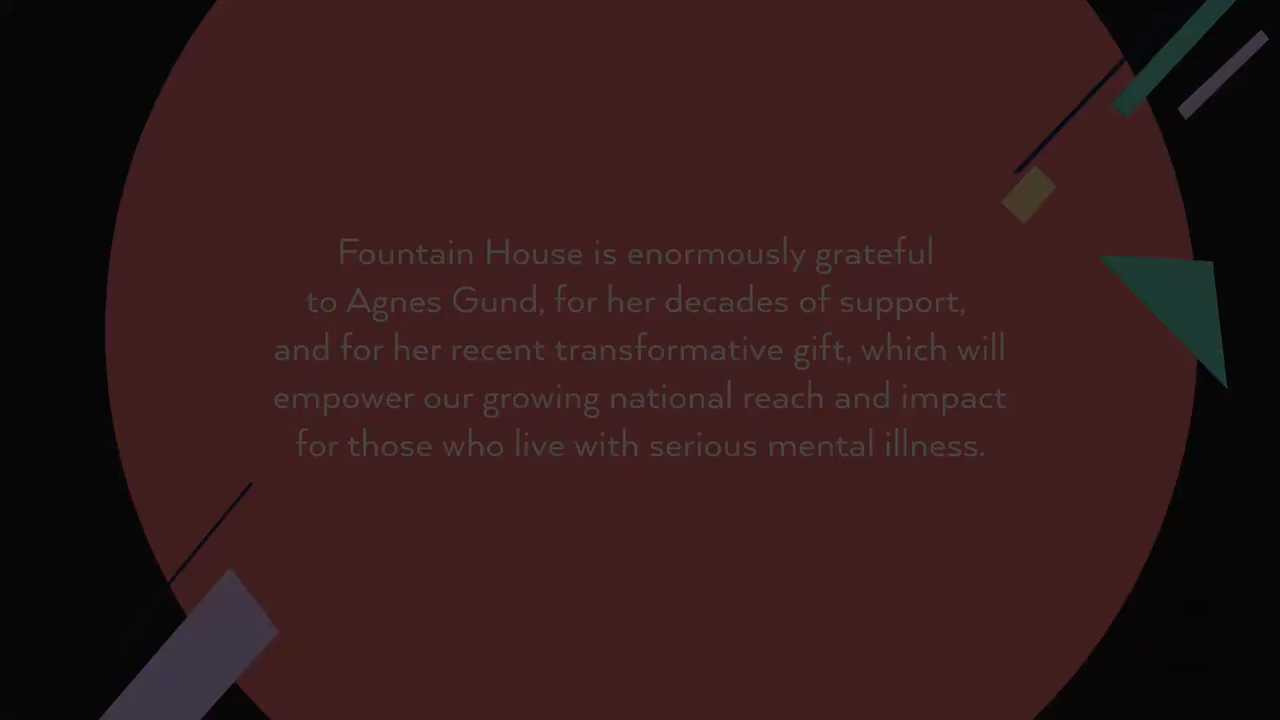 Fountain House is enormously grateful
to Agnes Gund, for her decades of support,
and for her recent transformative gift, which will
empower our growing national reach and impact
for those who live with serious mental illness.